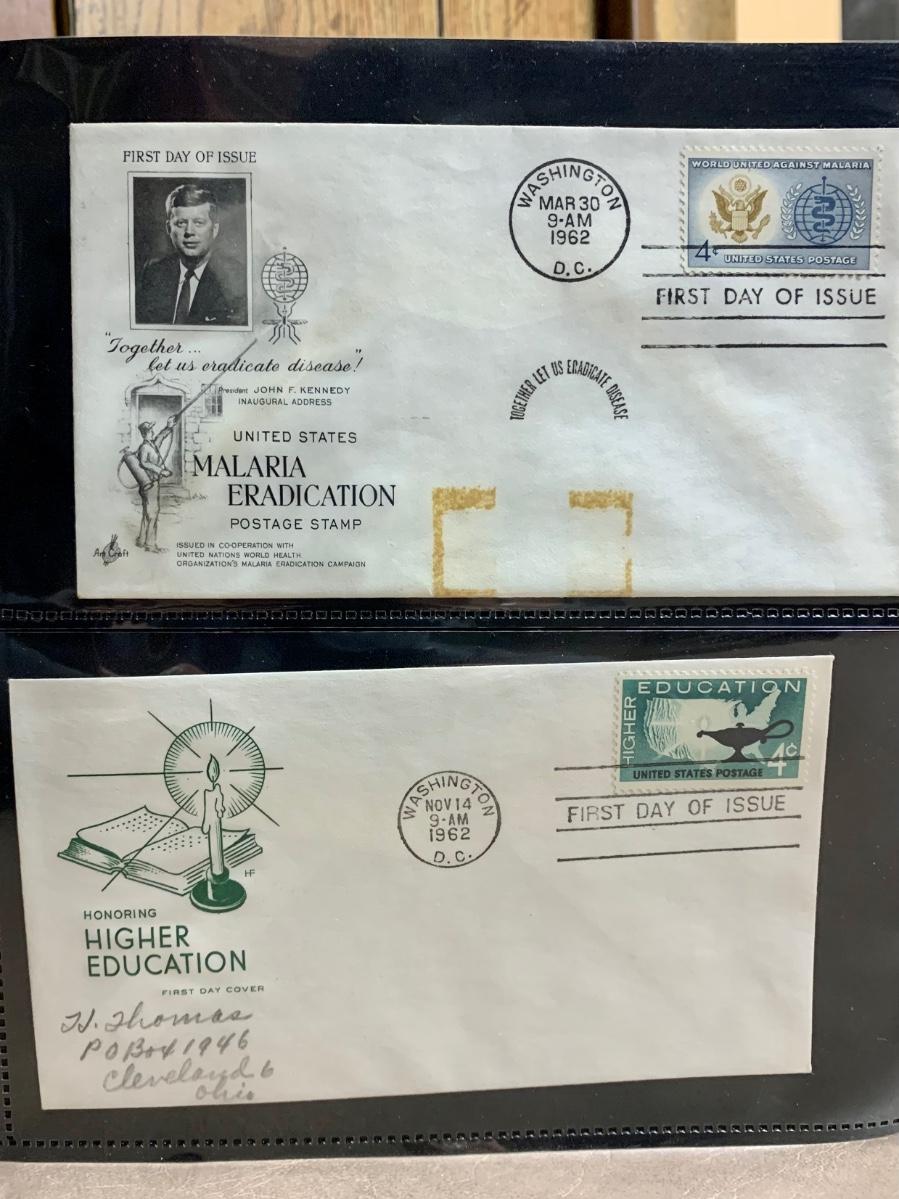 FIRST DAY OF ISSUE
"Together...
let us eradicate disease!"
President JOHN F. KENNEDY
INAUGURAL ADDRESS
UNITED STATES
MALARIA
ERADICATION
POSTAGE STAMP
ISSUED IN CO-OPERATION WITH
UNITED NATIONS WORLD HEALTH
ORGANIZATION'S MALARIA ERADICATION CAMPAIGN
Art Craft
WASHINGTON
MAR 30
9-AM
1962
D.C.
WORLD UNITED AGAINST MALARIA
4¢ UNITED STATES POSTAGE
FIRST DAY OF ISSUE
TOGETHER LET US ERADICATE DISEASE
HF
HONORING
HIGHER
EDUCATION
FIRST DAY COVER
H. Thomas
PO Box 1946
Cleveland 6
Ohio
WASHINGTON
NOV 14
9-AM
1962
D.C.
HIGHER EDUCATION
4¢
UNITED STATES POSTAGE
FIRST DAY OF ISSUE